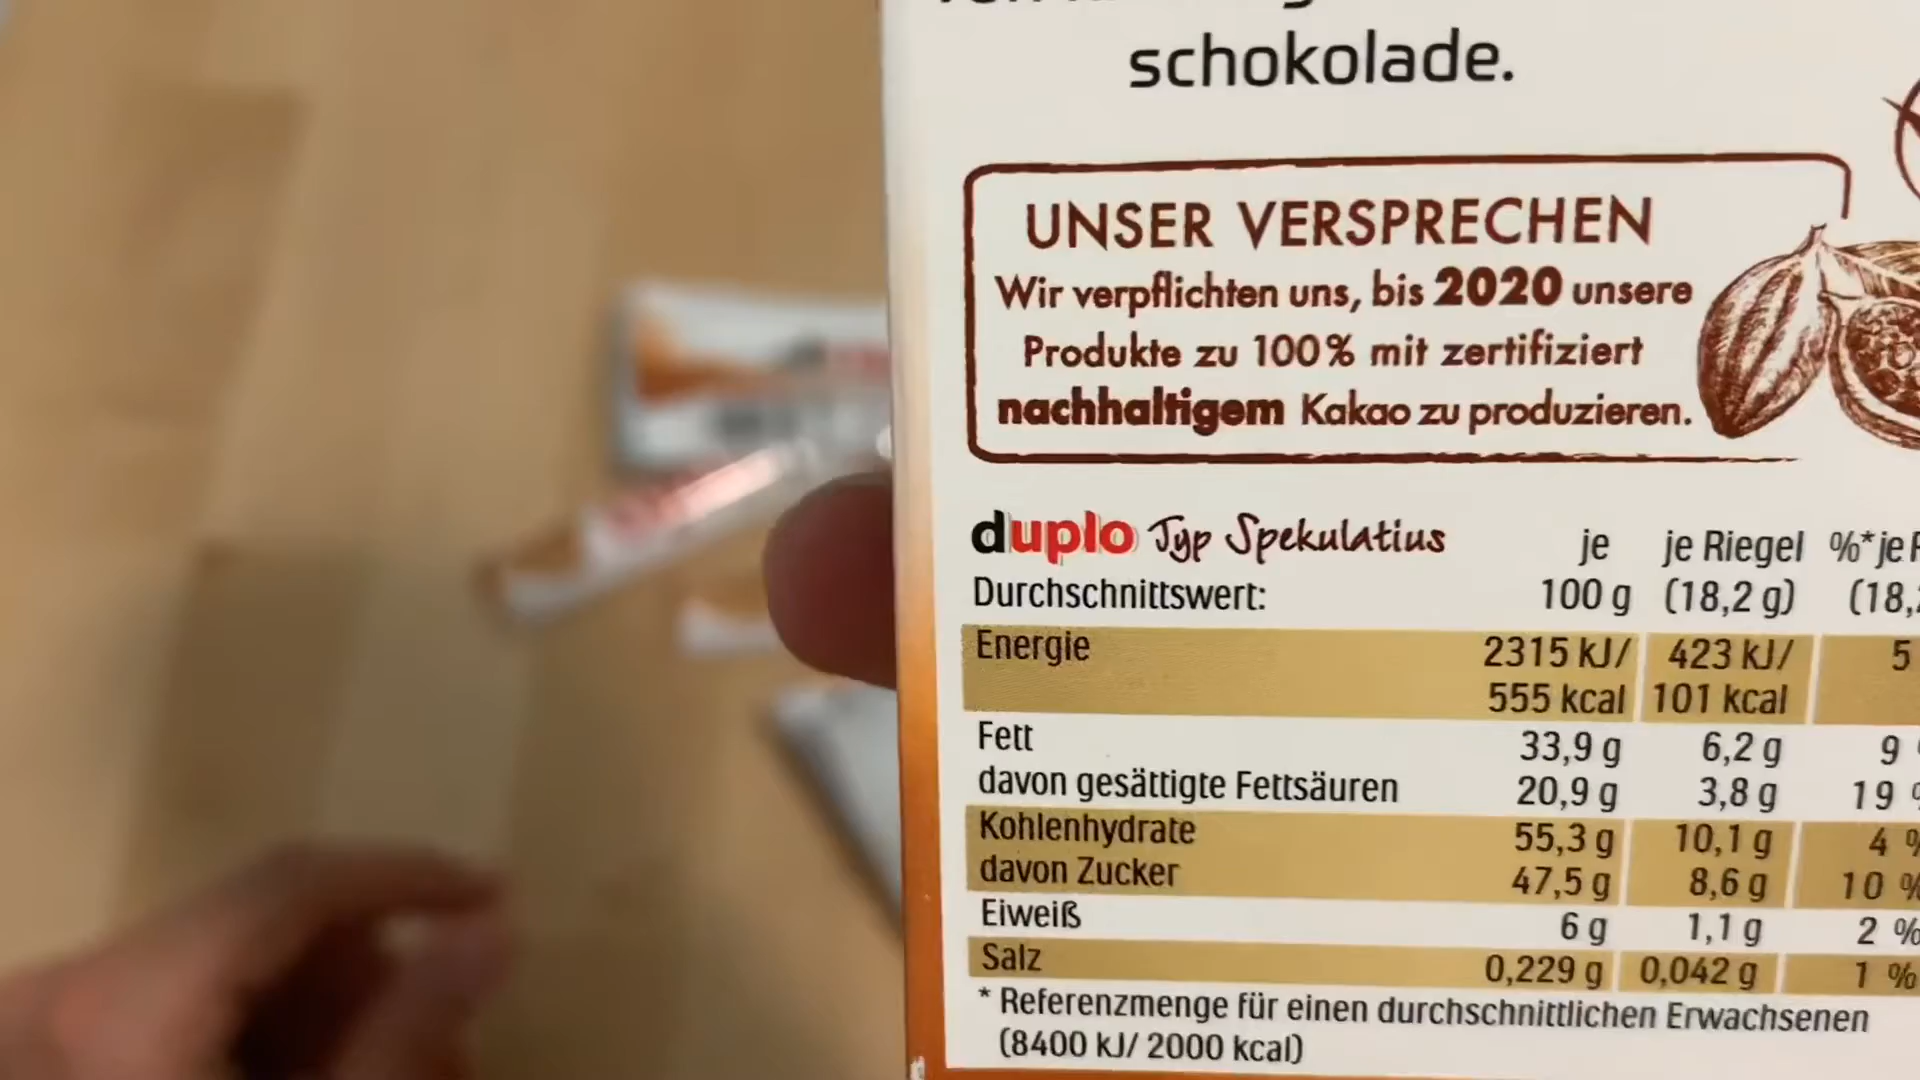 schokolade.
UNSER VERSPRECHEN
Wir verpflichten uns, bis 2020 unsere
Produkte zu 100% mit zertifiziert
nachhaltigem Kakao zu produzieren.
duplo Typ Spekulatius je je Riegel %*je
Durchschnittswert: 100 g (18,2 g) (18,
Energie 2315 kJ/ 423 kJ/ 5
555 kcal 101 kcal
Fett 33,9 g 6,2 g 9
davon gesättigte Fettsäuren 20,9 g 3,8 g 19
Kohlenhydrate 55,3 g 10,1 g 4 %
davon Zucker 47,5 g 8,6 g 10 %
Eiweiß 6 g 1,1 g 2 %
Salz 0,229 g 0,042 g 1 %
* Referenzmenge für einen durchschnittlichen Erwachsenen
(8400 kJ/ 2000 kcal)